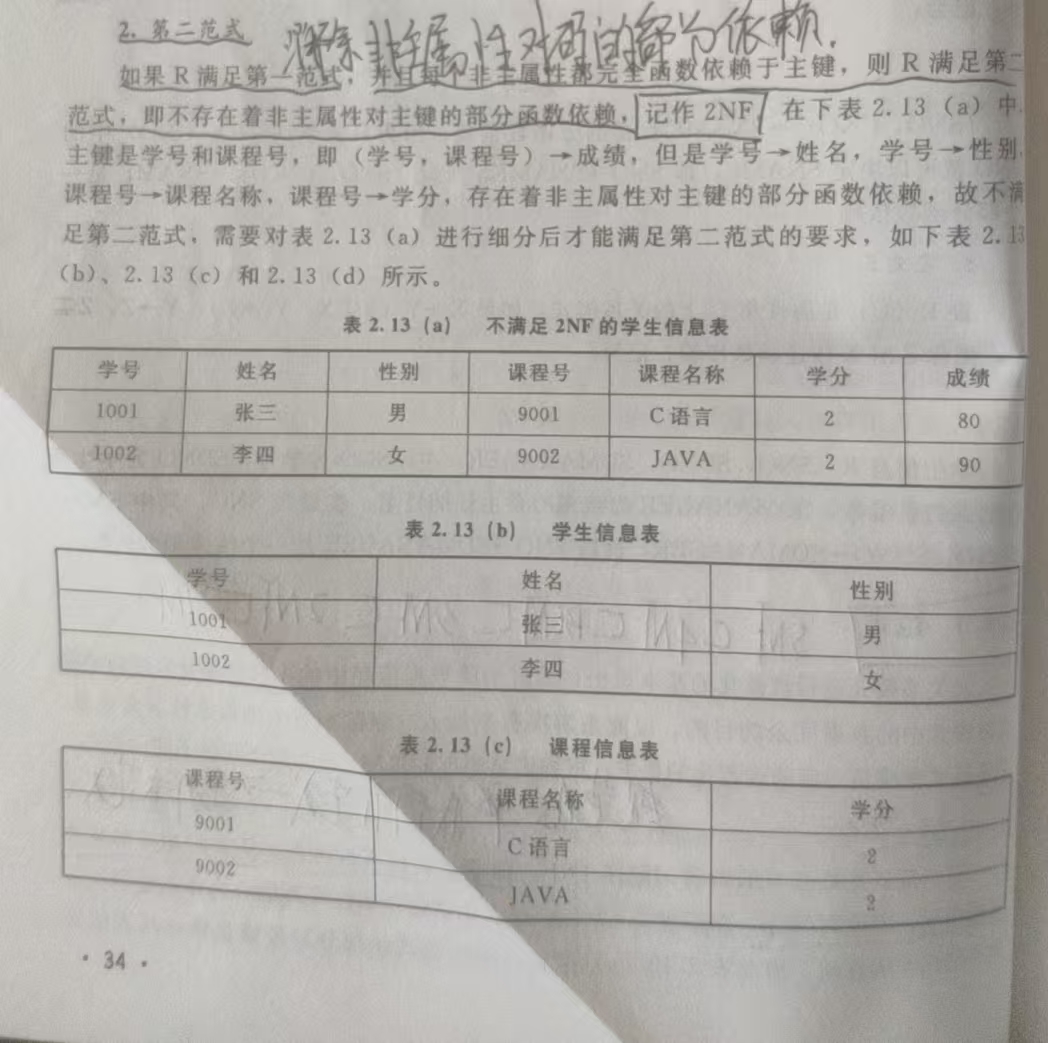 2. 第二范式 消除非主属性对码的部分依赖.
如果 R 满足第一范式，并且每个非主属性都完全函数依赖于主键，则 R 满足第二
范式，即不存在着非主属性对主键的部分函数依赖，记作 2NF，在下表 2.13（a）中
主键是学号和课程号，即（学号，课程号）→成绩，但是学号→姓名，学号→性别，
课程号→课程名称，课程号→学分，存在着非主属性对主键的部分函数依赖，故不满
足第二范式，需要对表 2.13（a）进行细分后才能满足第二范式的要求，如下表 2.13
（b）、2.13（c）和 2.13（d）所示。
表 2.13（a） 不满足 2NF 的学生信息表
学号 姓名 性别 课程号 课程名称 学分 成绩
1001 张三 男 9001 C 语言 2 80
1002 李四 女 9002 JAVA 2 90
表 2.13（b） 学生信息表
学号 姓名 性别
1001 张三 男
1002 李四 女
表 2.13（c） 课程信息表
课程号 课程名称 学分
9001 C 语言 2
9002 JAVA 2
· 34 ·